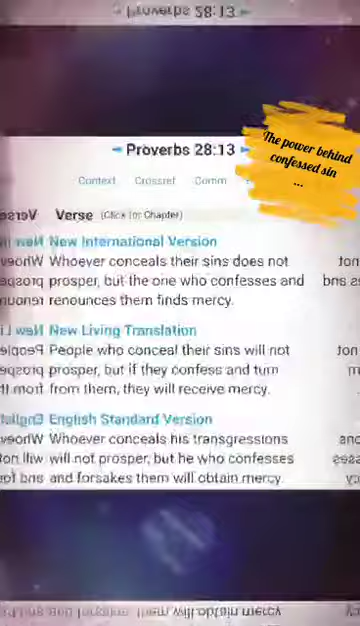 Proverbs 28:13
The power behind
confessed sin
...
Context Crossref Comm
Verse (Click for Chapter)
New International Version
Whoever conceals their sins does not
prosper, but the one who confesses and
renounces them finds mercy.
New Living Translation
People who conceal their sins will not
prosper, but if they confess and turn
from them, they will receive mercy.
English Standard Version
Whoever conceals his transgressions
will not prosper, but he who confesses
and forsakes them will obtain mercy.